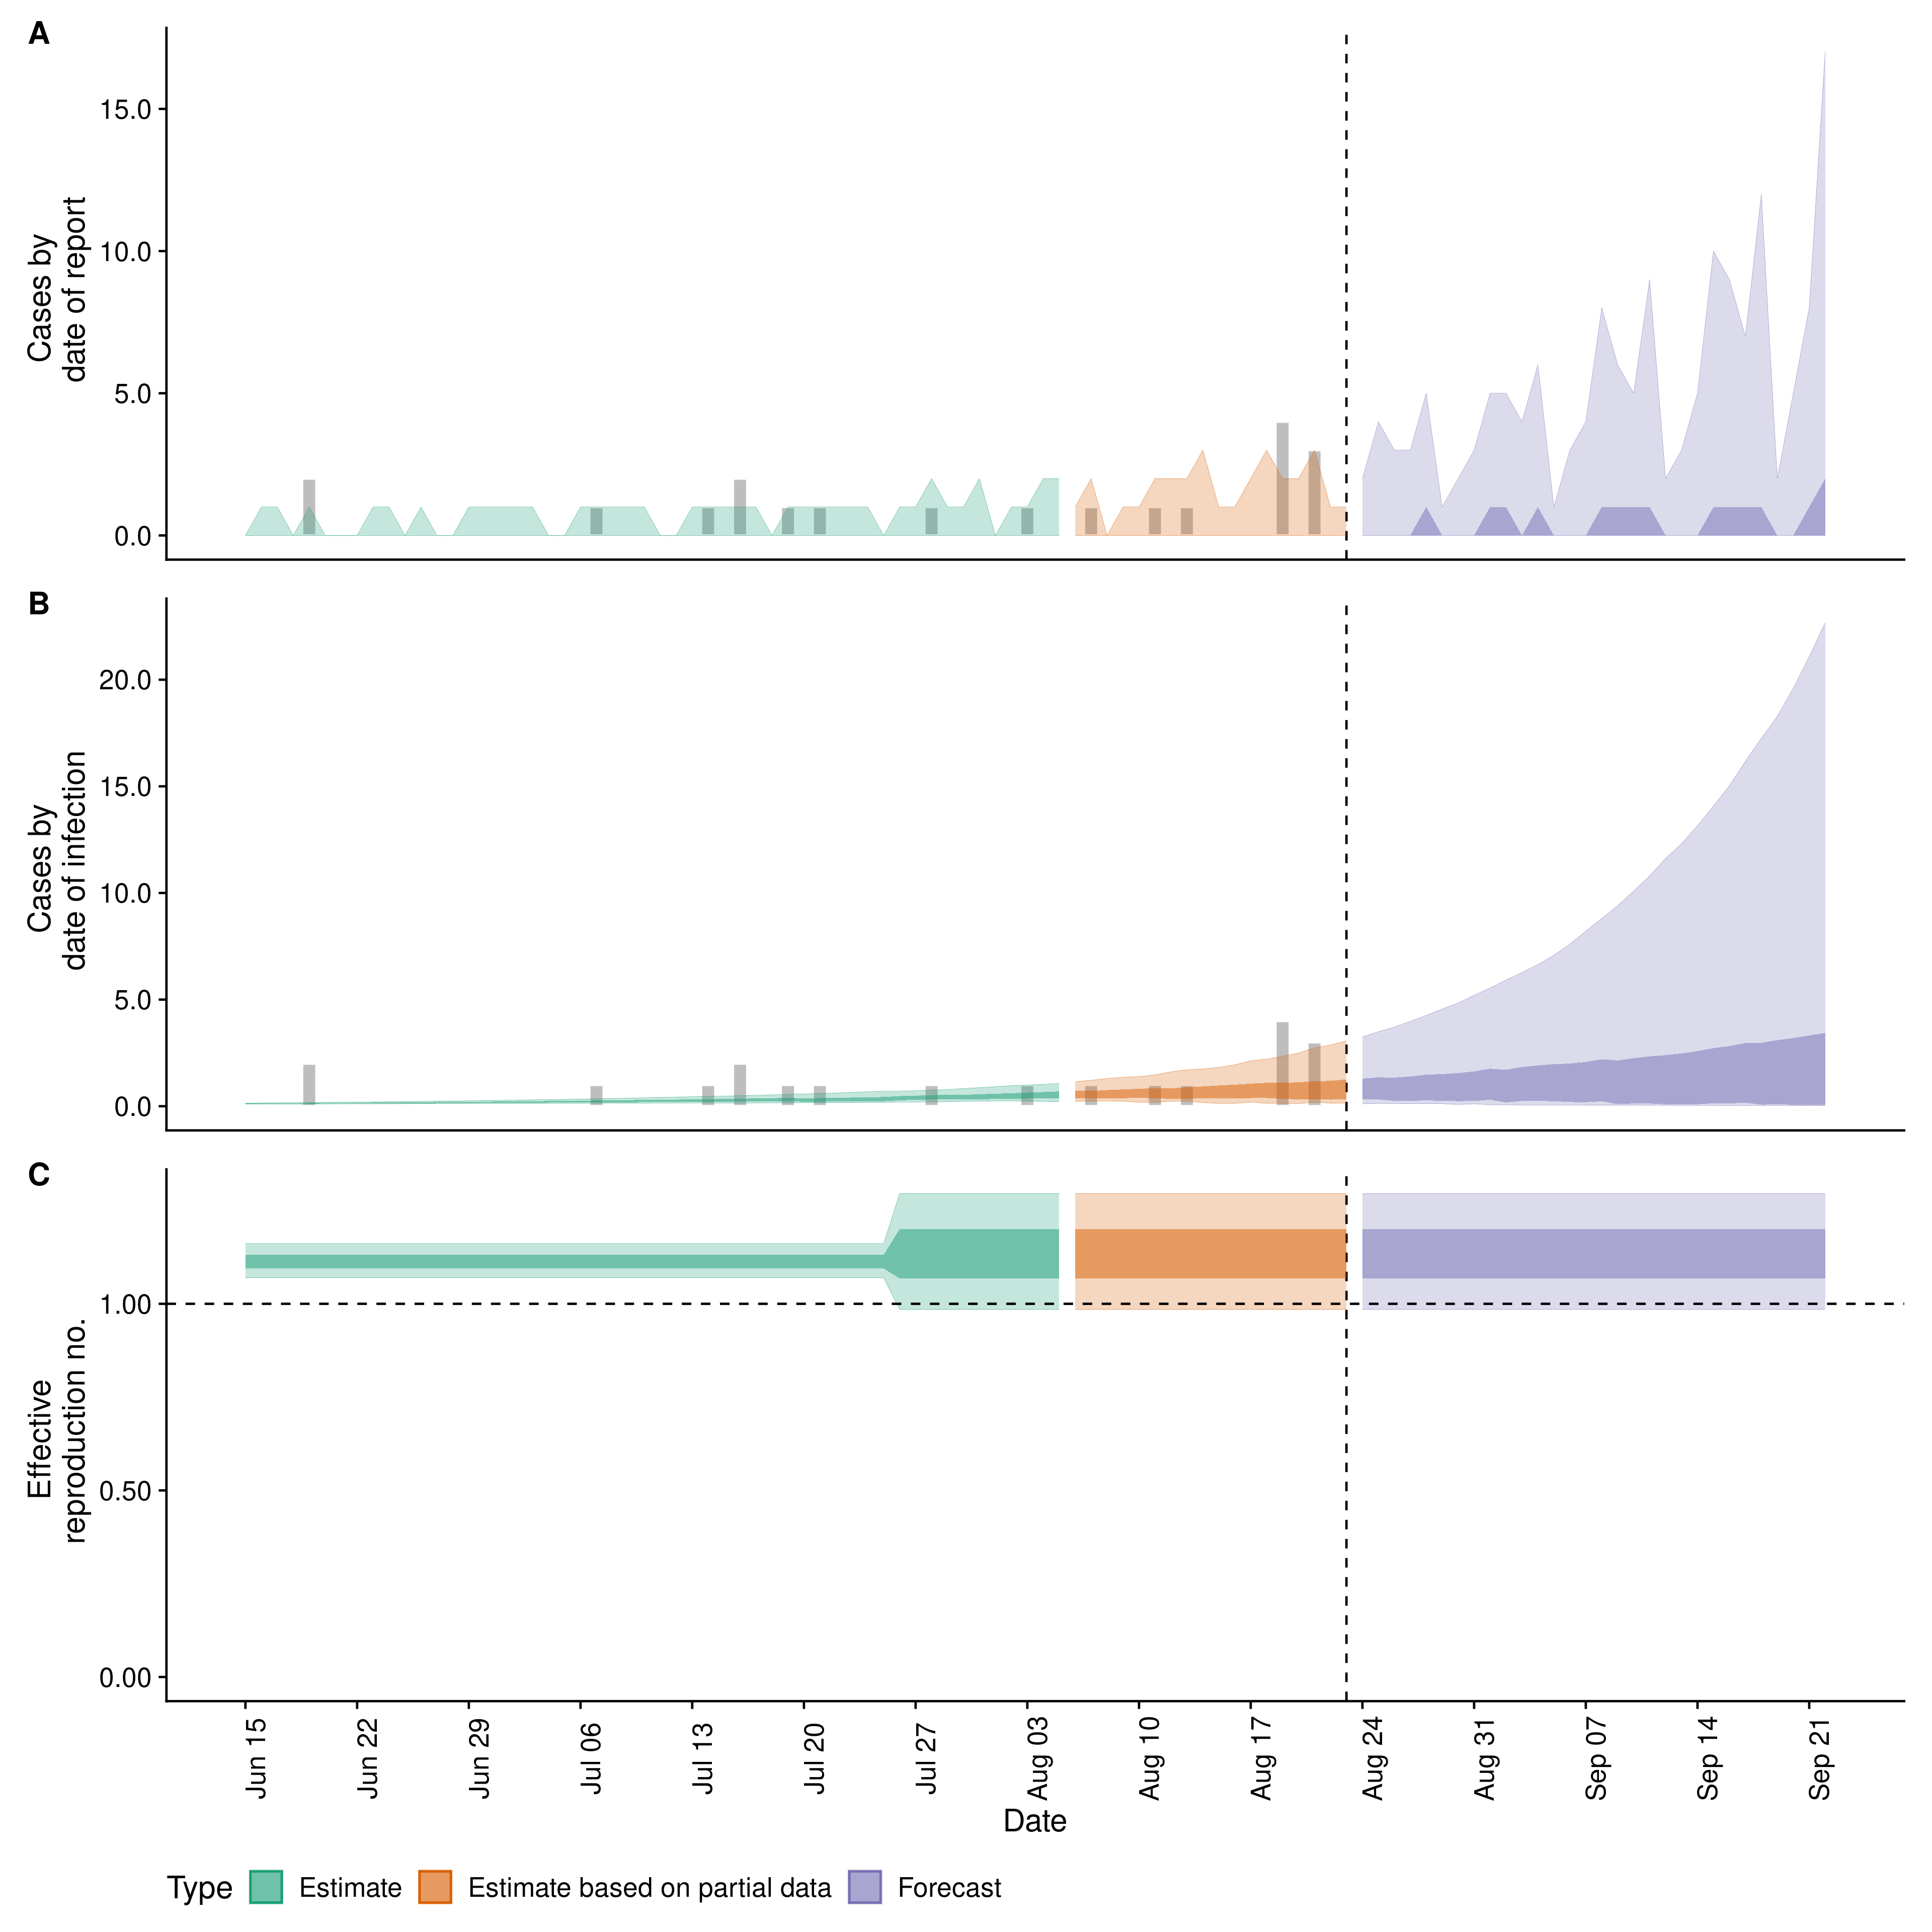 A
Cases by
date of report
15.0
10.0
5.0
0.0
B
Cases by
date of infection
20.0
15.0
10.0
5.0
0.0
C
Effective
reproduction no.
1.00
0.50
0.00
Jun 15
Jun 22
Jun 29
Jul 06
Jul 13
Jul 20
Jul 27
Aug 03
Aug 10
Aug 17
Aug 24
Aug 31
Sep 07
Sep 14
Sep 21
Date
Type Estimate Estimate based on partial data Forecast